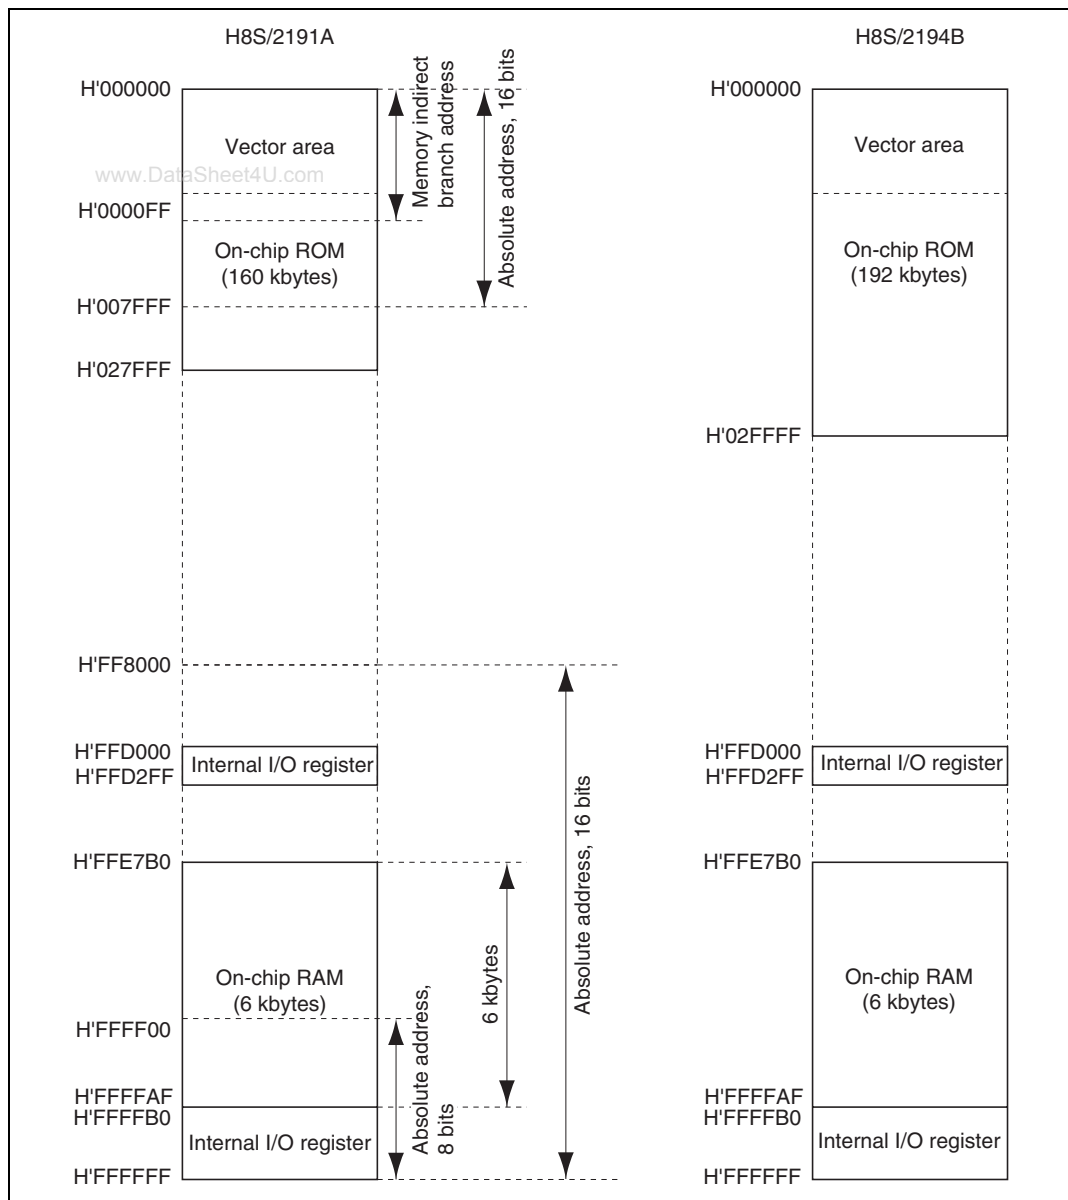 H8S/2191A
H'000000
Vector area
www.DataSheet4U.com
H'0000FF
On-chip ROM
(160 kbytes)
H'007FFF
H'027FFF
H'FF8000
H'FFD000
Internal I/O register
H'FFD2FF
H'FFE7B0
On-chip RAM
(6 kbytes)
H'FFFF00
H'FFFFAF
H'FFFFB0
Internal I/O register
H'FFFFFF
Memory indirect
branch address
Absolute address, 16 bits
Absolute address, 16 bits
6 kbytes
Absolute address,
8 bits
H8S/2194B
H'000000
Vector area
On-chip ROM
(192 kbytes)
H'02FFFF
H'FFD000
Internal I/O register
H'FFD2FF
H'FFE7B0
On-chip RAM
(6 kbytes)
H'FFFFAF
H'FFFFB0
Internal I/O register
H'FFFFFF